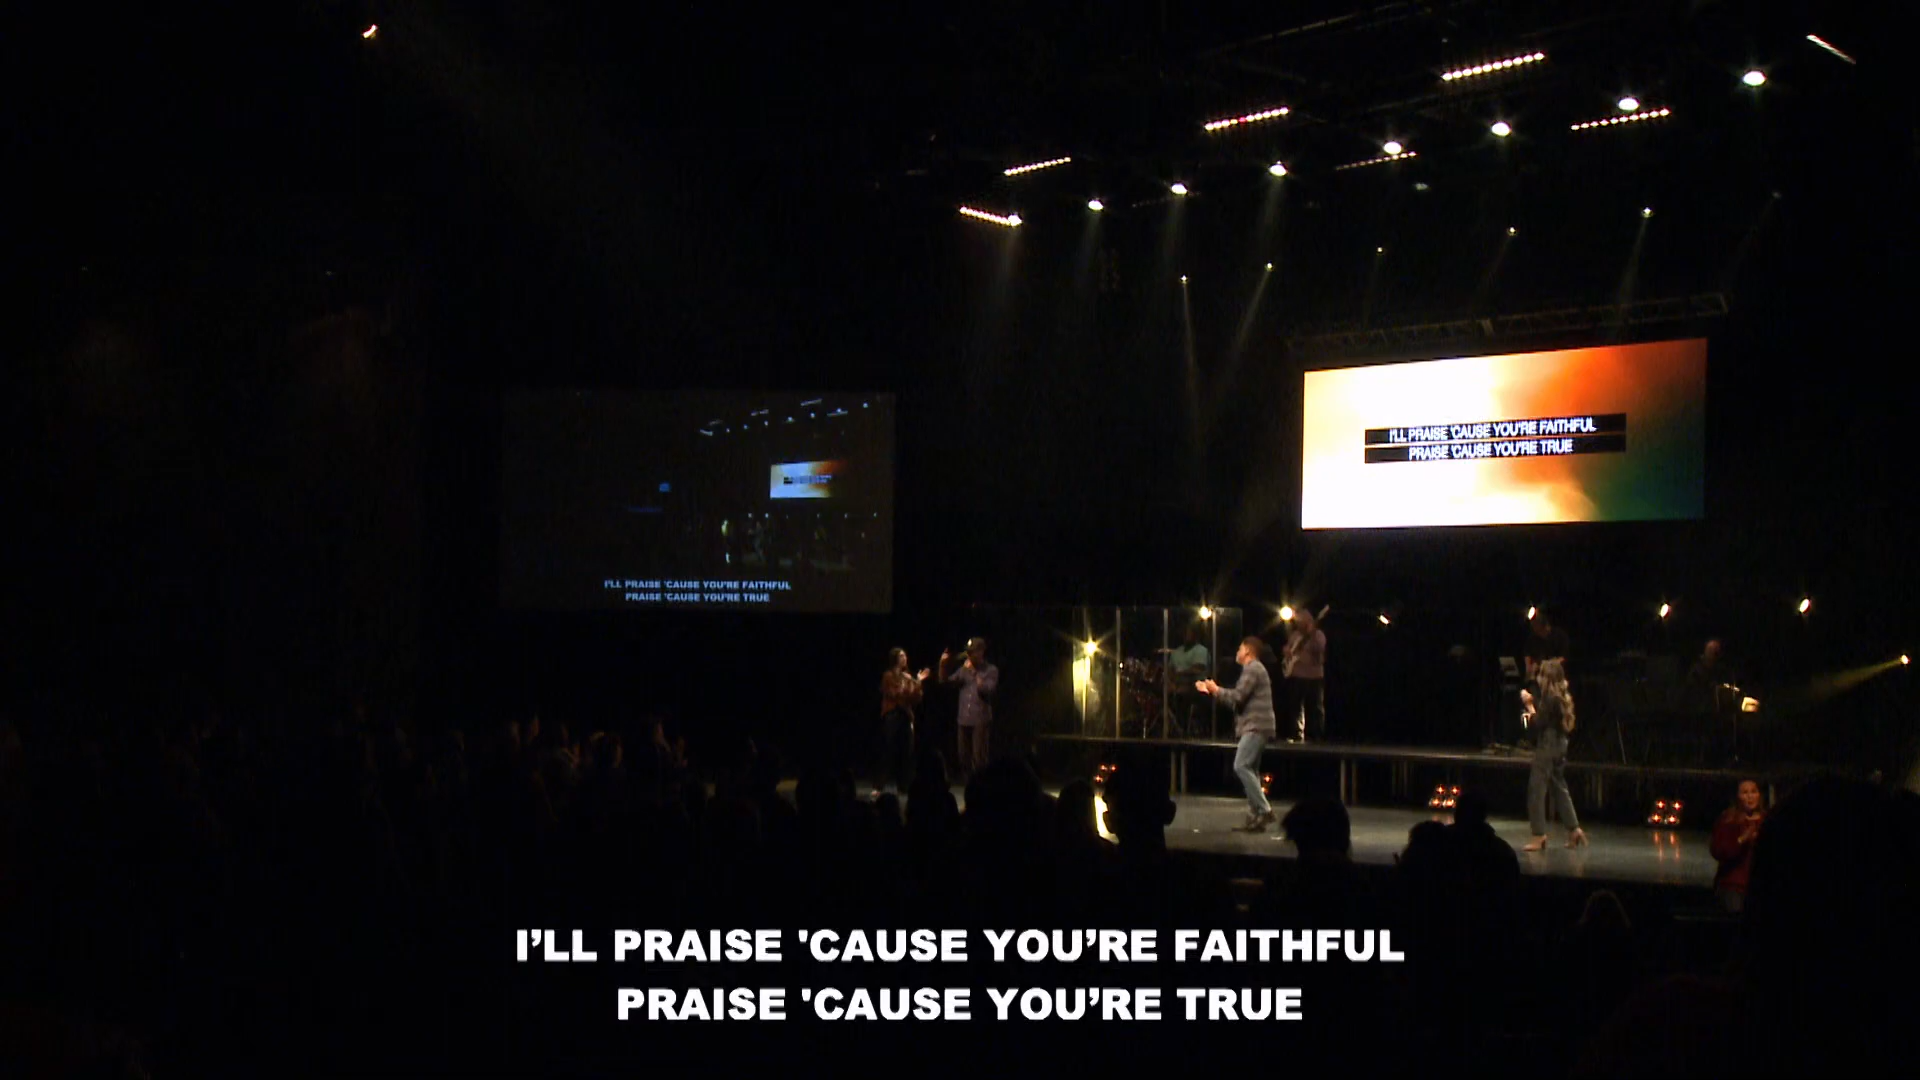 I'LL PRAISE 'CAUSE YOU'RE FAITHFUL
PRAISE 'CAUSE YOU'RE TRUE
I'LL PRAISE 'CAUSE YOU'RE FAITHFUL
PRAISE 'CAUSE YOU'RE TRUE
I’LL PRAISE 'CAUSE YOU’RE FAITHFUL
PRAISE 'CAUSE YOU’RE TRUE